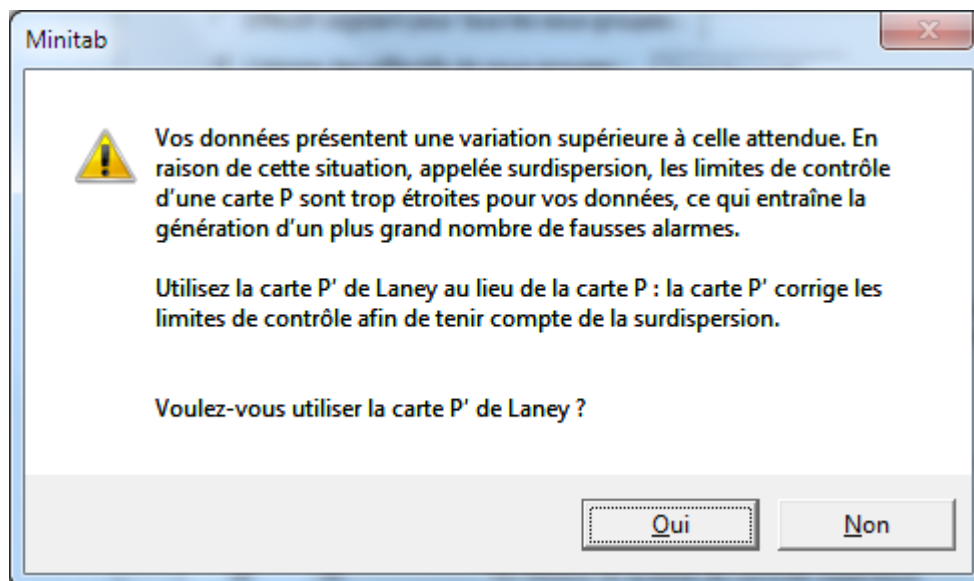 Minitab
Vos données présentent une variation supérieure à celle attendue. En
raison de cette situation, appelée surdispersion, les limites de contrôle
d'une carte P sont trop étroites pour vos données, ce qui entraîne la
génération d'un plus grand nombre de fausses alarmes.
Utilisez la carte P' de Laney au lieu de la carte P : la carte P' corrige les
limites de contrôle afin de tenir compte de la surdispersion.
Voulez-vous utiliser la carte P' de Laney ?
Oui
Non